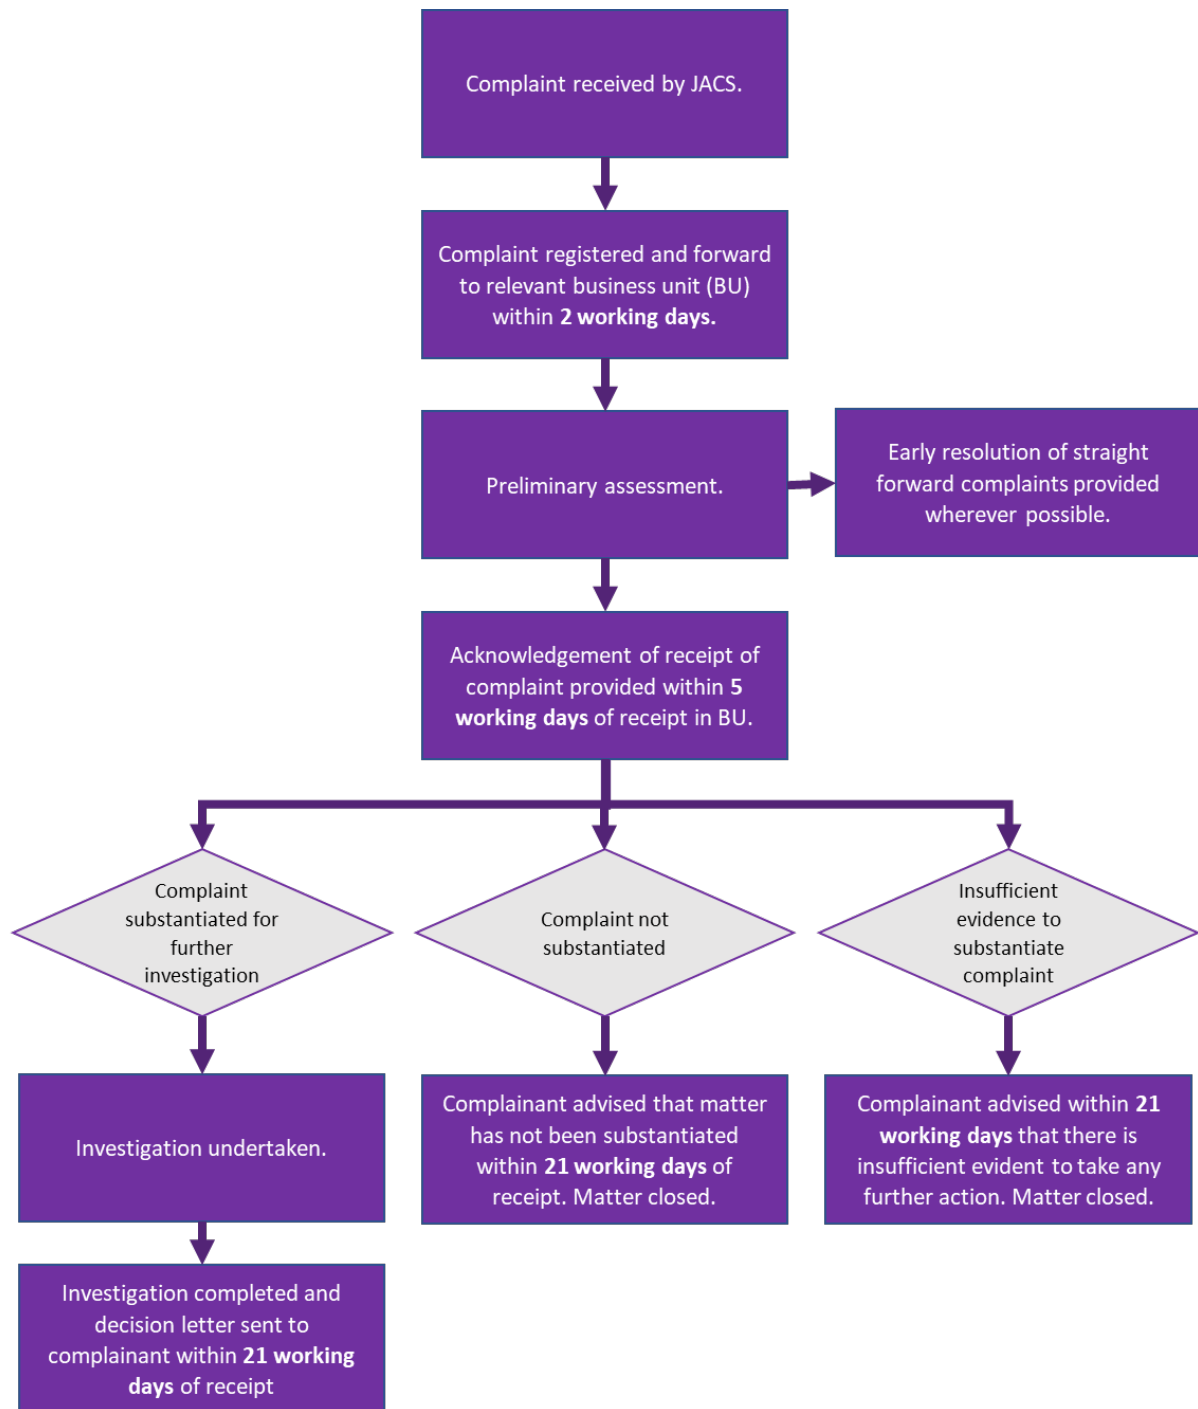 Complaint received by JACS.
Complaint registered and forward
to relevant business unit (BU)
within 2 working days.
Preliminary assessment.
Early resolution of straight
forward complaints provided
wherever possible.
Acknowledgement of receipt of
complaint provided within 5
working days of receipt in BU.
Complaint
substantiated for
further
investigation
Complaint not
substantiated
Insufficient
evidence to
substantiate
complaint
Investigation undertaken.
Complainant advised that matter
has not been substantiated
within 21 working days of
receipt. Matter closed.
Complainant advised within 21
working days that there is
insufficient evident to take any
further action. Matter closed.
Investigation completed and
decision letter sent to
complainant within 21 working
days of receipt